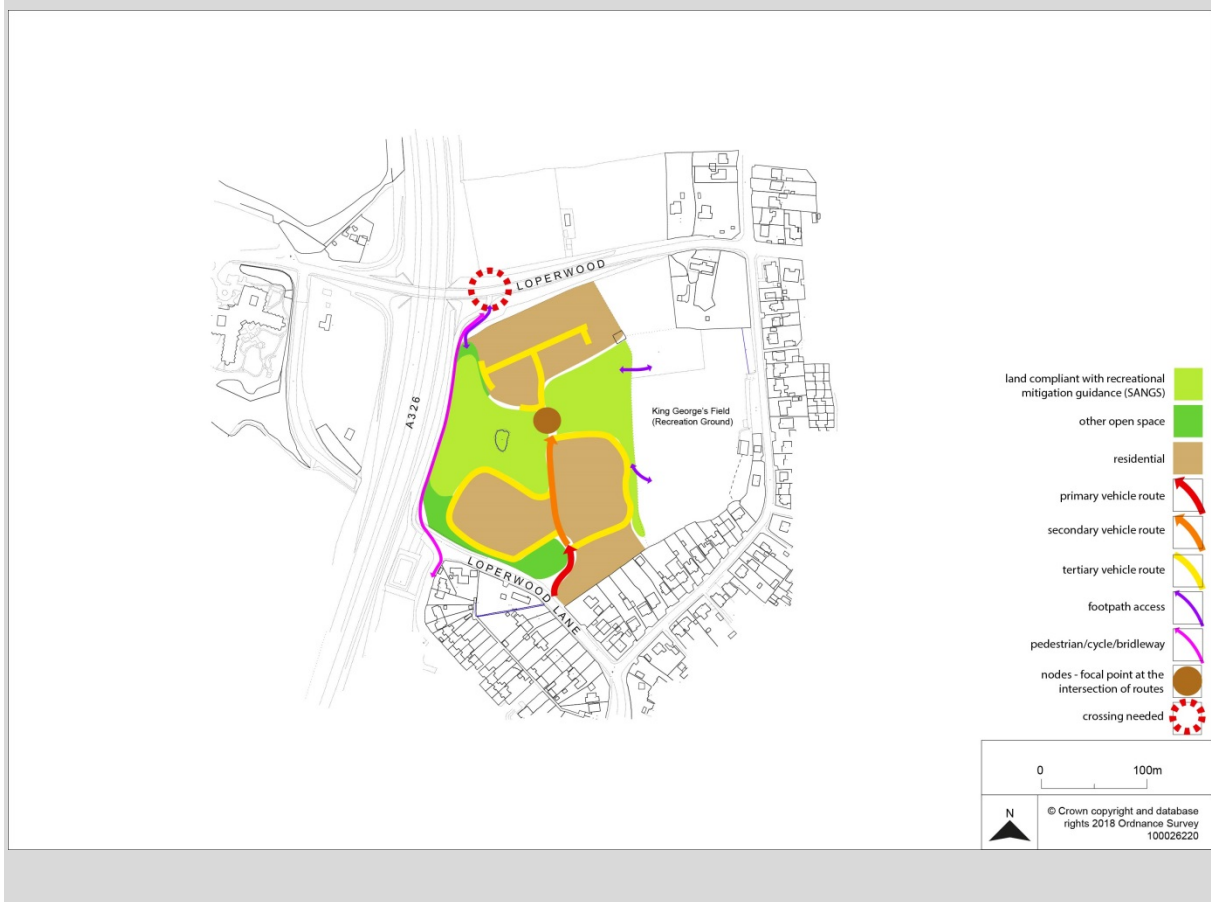 LOPERWOOD
A326
King George's Field
(Recreation Ground)
LOPERWOOD LANE
land compliant with recreational
mitigation guidance (SANGS)
other open space
residential
primary vehicle route
secondary vehicle route
tertiary vehicle route
footpath access
pedestrian/cycle/bridleway
nodes - focal point at the
intersection of routes
crossing needed
0 100m
N
© Crown copyright and database
rights 2018 Ordnance Survey
100026220